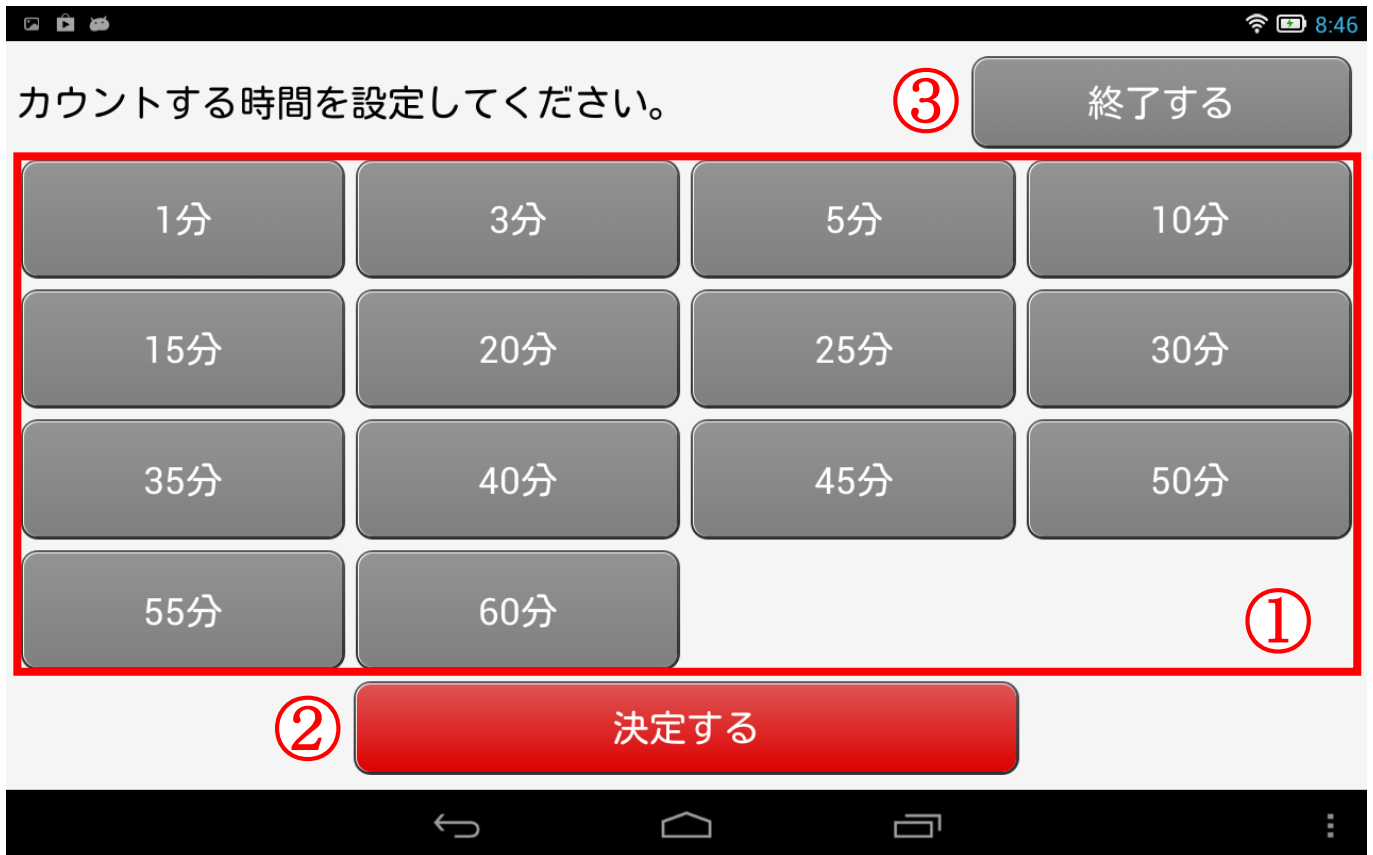 8:46
カウントする時間を設定してください。 ③ 終了する
1分 3分 5分 10分
15分 20分 25分 30分
35分 40分 45分 50分
55分 60分 ①
② 決定する